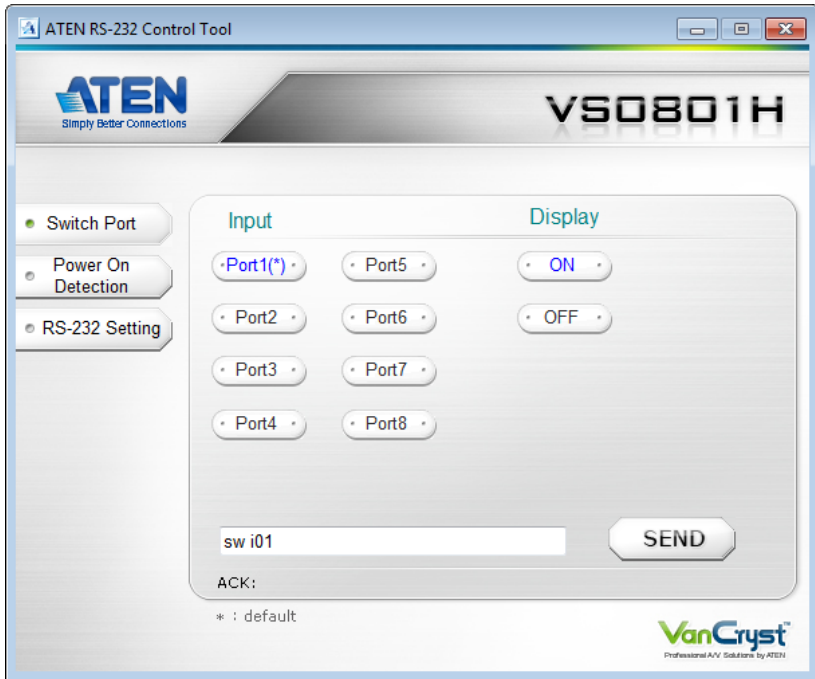 ATEN RS-232 Control Tool
ATEN
Simply Better Connections
VS0801H
Switch Port
Power On
Detection
RS-232 Setting
Input
Display
Port1(*)
Port5
ON
Port2
Port6
OFF
Port3
Port7
Port4
Port8
sw i01
SEND
ACK:
* : default
VanCryst™
Professional A/V Solutions by ATEN